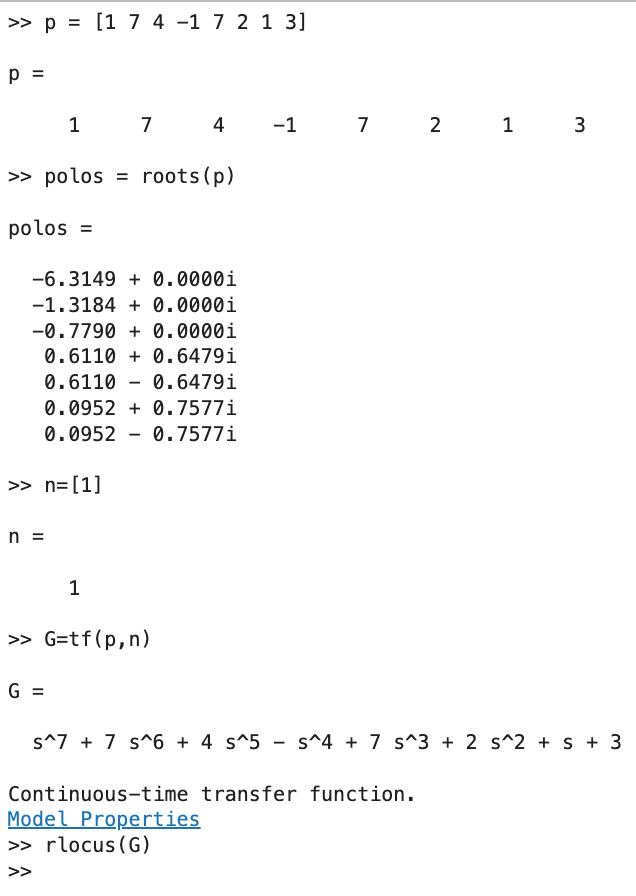 >> p = [1 7 4 -1 7 2 1 3]
p =
1 7 4 -1 7 2 1 3
>> polos = roots(p)
polos =
-6.3149 + 0.0000i
-1.3184 + 0.0000i
-0.7790 + 0.0000i
0.6110 + 0.6479i
0.6110 - 0.6479i
0.0952 + 0.7577i
0.0952 - 0.7577i
>> n=[1]
n =
1
>> G=tf(p,n)
G =
s^7 + 7 s^6 + 4 s^5 - s^4 + 7 s^3 + 2 s^2 + s + 3
Continuous-time transfer function.
Model Properties
>> rlocus(G)
>>